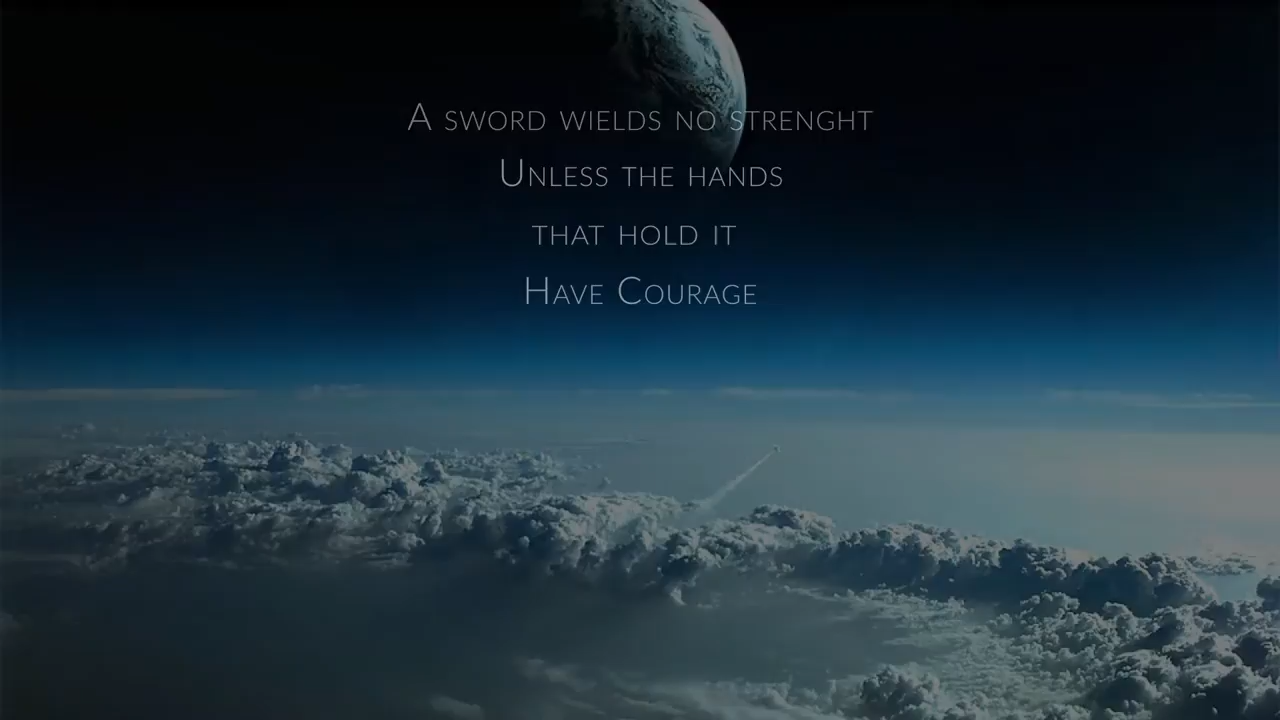 A sword wields no strenght
Unless the hands
that hold it
Have Courage